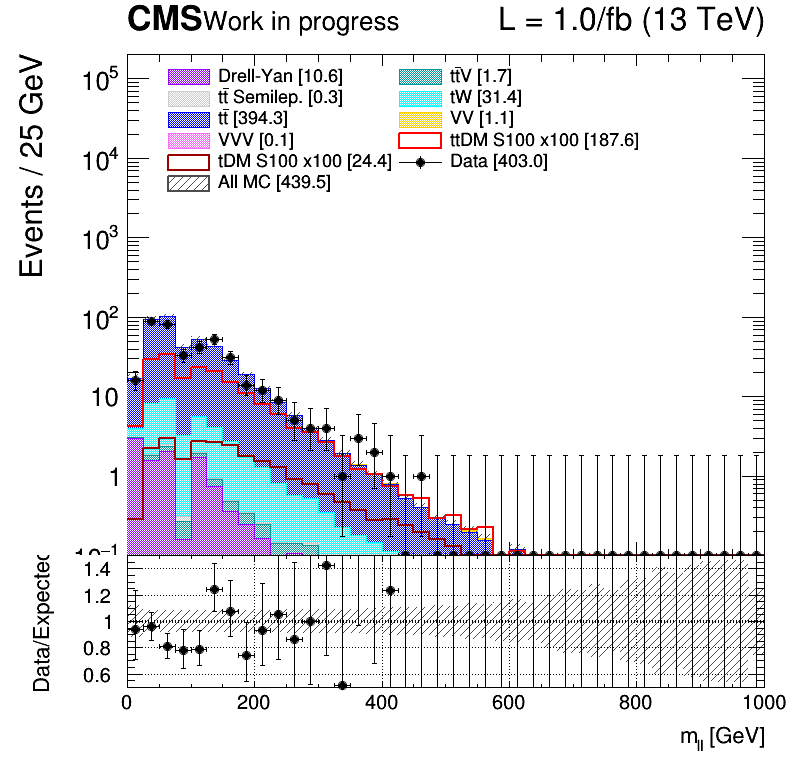 CMS Work in progress L = 1.0/fb (13 TeV)
Events / 25 GeV
Drell-Yan [10.6] tt̄V [1.7]
tt̄ Semilep. [0.3] tW [31.4]
tt̄ [394.3] VV [1.1]
VVV [0.1] ttDM S100 x100 [187.6]
tDM S100 x100 [24.4] Data [403.0]
All MC [439.5]
10⁵
10⁴
10³
10²
10
1
10⁻¹
Data/Expected
1.4
1.2
1
0.8
0.6
0 200 400 600 800 1000
m_ll [GeV]